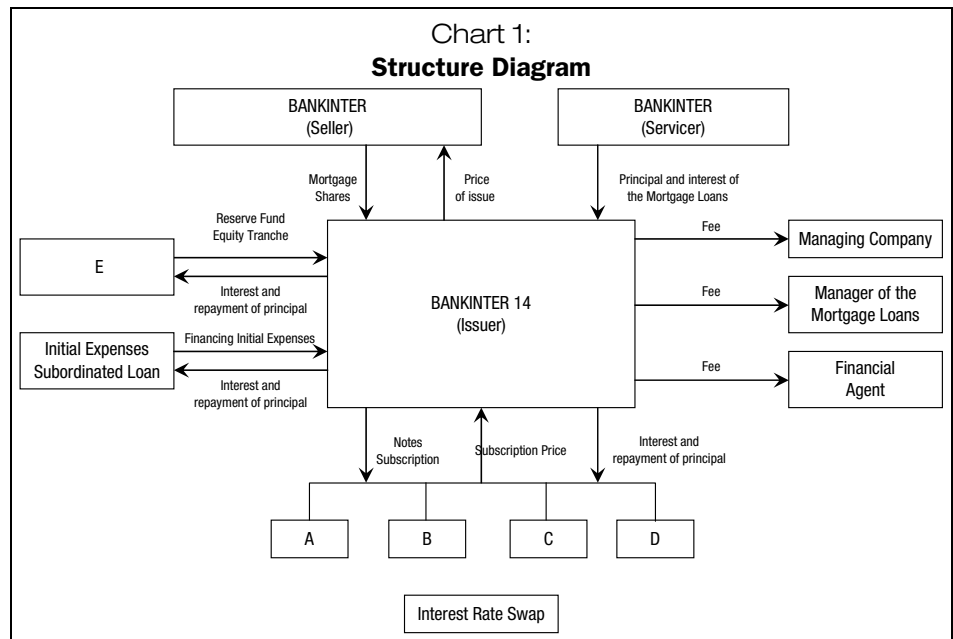 Chart 1:
Structure Diagram
BANKINTER
(Seller)
BANKINTER
(Servicer)
Mortgage
Shares
Price
of issue
Principal and interest of
the Mortgage Loans
Reserve Fund
Equity Tranche
E
Interest and
repayment of principal
Initial Expenses
Subordinated Loan
Financing Initial Expenses
Interest and
repayment of principal
BANKINTER 14
(Issuer)
Fee
Managing Company
Fee
Manager of the
Mortgage Loans
Fee
Financial
Agent
Notes
Subscription
Subscription Price
Interest and
repayment of principal
A
B
C
D
Interest Rate Swap